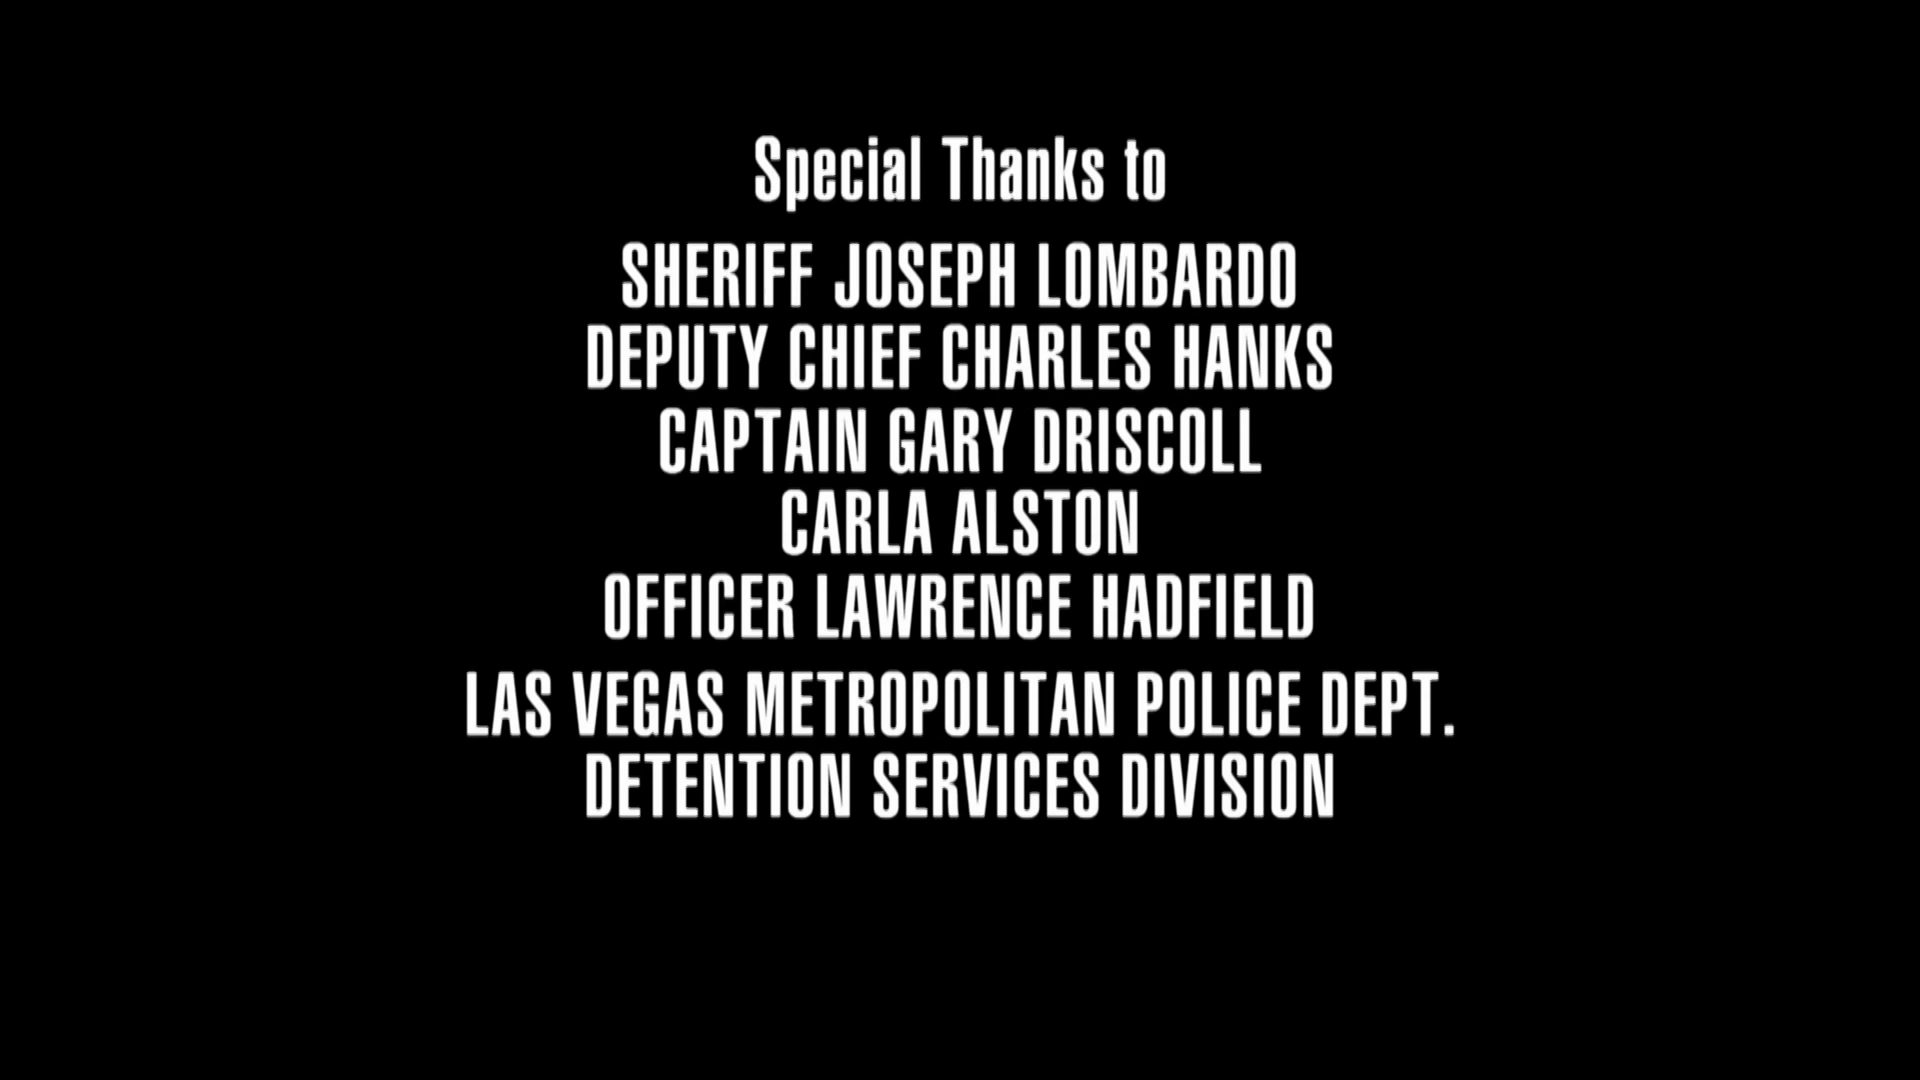 Special Thanks to
SHERIFF JOSEPH LOMBARDO
DEPUTY CHIEF CHARLES HANKS
CAPTAIN GARY DRISCOLL
CARLA ALSTON
OFFICER LAWRENCE HADFIELD
LAS VEGAS METROPOLITAN POLICE DEPT.
DETENTION SERVICES DIVISION